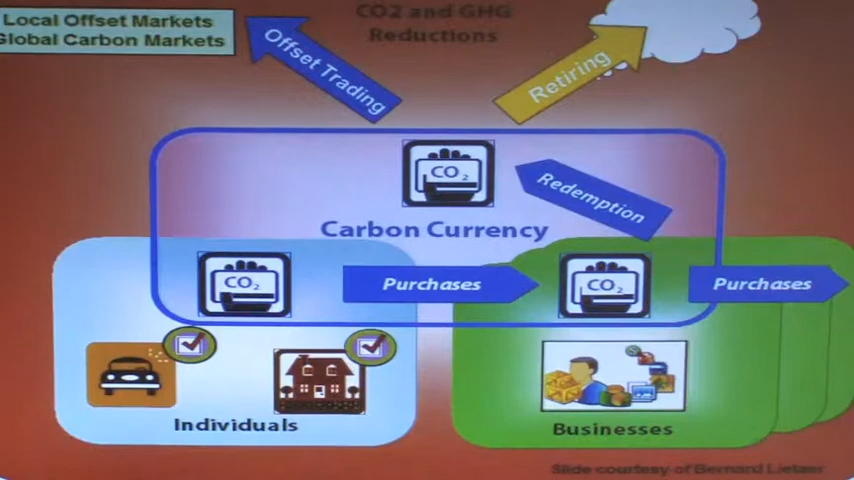 Local Offset Markets
Global Carbon Markets
CO2 and GHG
Reductions
Offset Trading
Retiring
CO2
Redemption
Carbon Currency
CO2
Purchases
CO2
Purchases
Individuals
Businesses
Slide courtesy of Bernard Lietaer